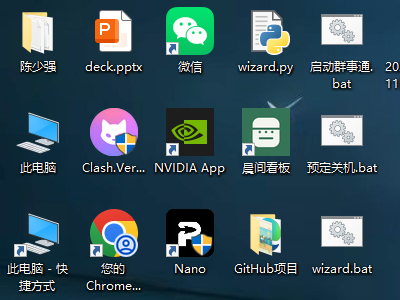 陈少强
deck.pptx
微信
wizard.py
启动群事通.
bat
20
11
此电脑
Clash.Ver...
NVIDIA App
晨间看板
预定关机.bat
此电脑 - 快
捷方式
您的
Chrome...
Nano
GitHub项目
wizard.bat